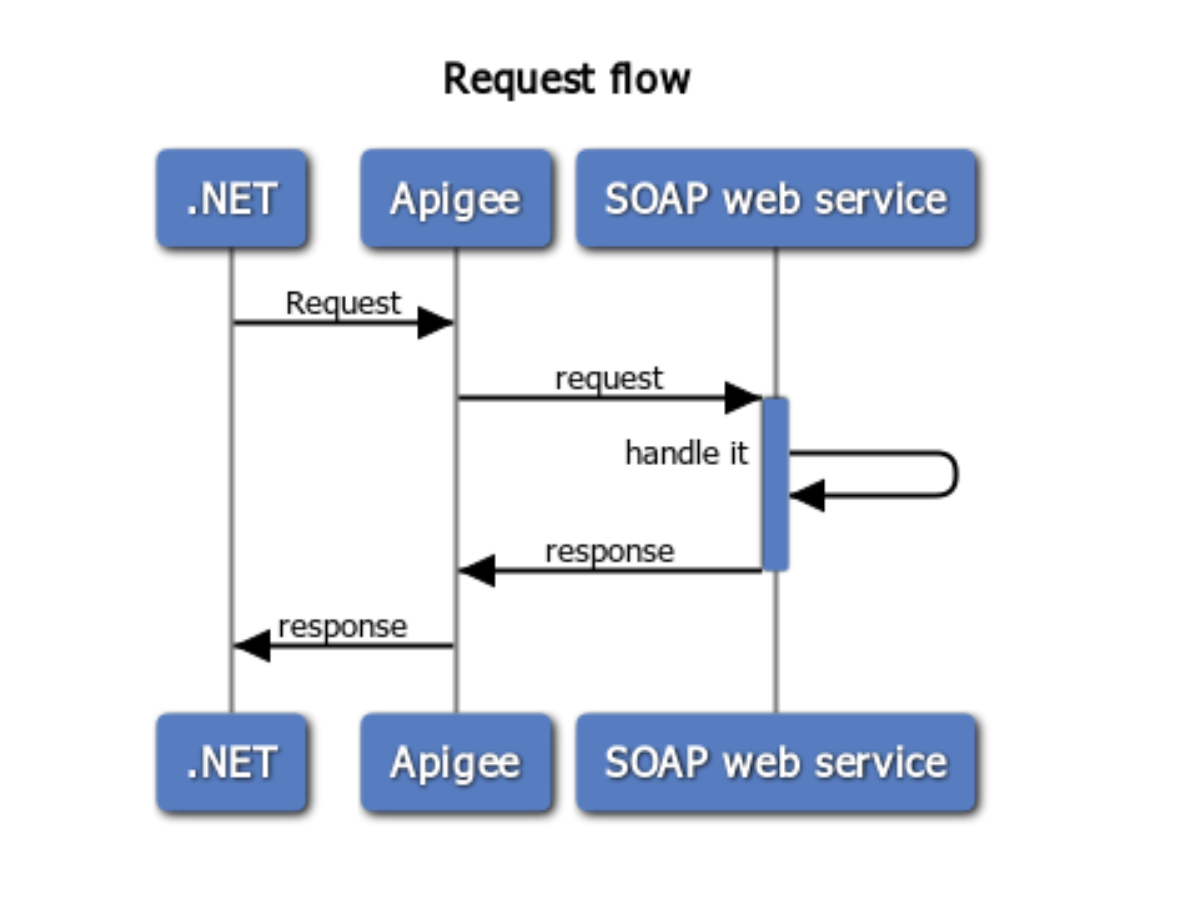 Request flow
.NET
Apigee
SOAP web service
Request
request
handle it
response
response
.NET
Apigee
SOAP web service